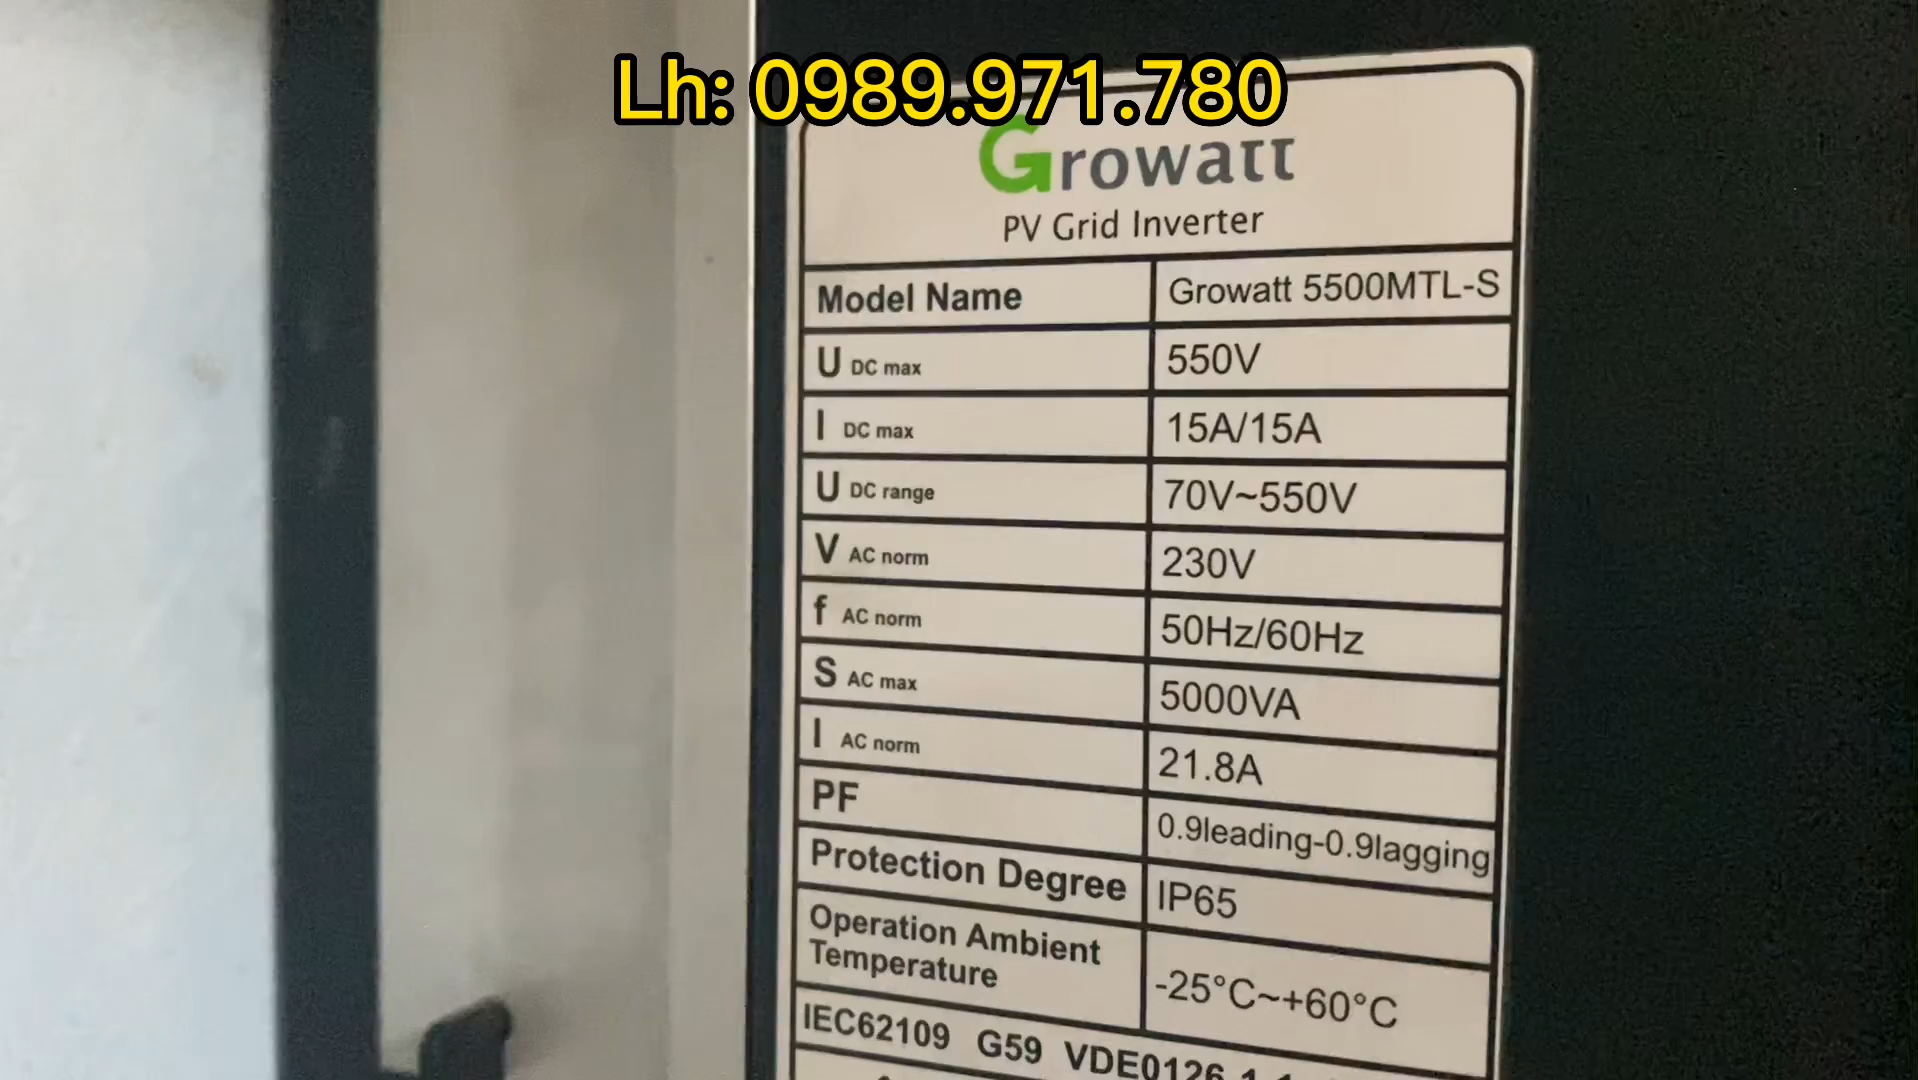 Lh: 0989.971.780
Growatt
PV Grid Inverter
Model Name Growatt 5500MTL-S
U DC max 550V
I DC max 15A/15A
U DC range 70V~550V
V AC norm 230V
f AC norm 50Hz/60Hz
S AC max 5000VA
I AC norm 21.8A
PF 0.9leading-0.9lagging
Protection Degree IP65
Operation Ambient
Temperature -25°C~+60°C
IEC62109 G59 VDE0126